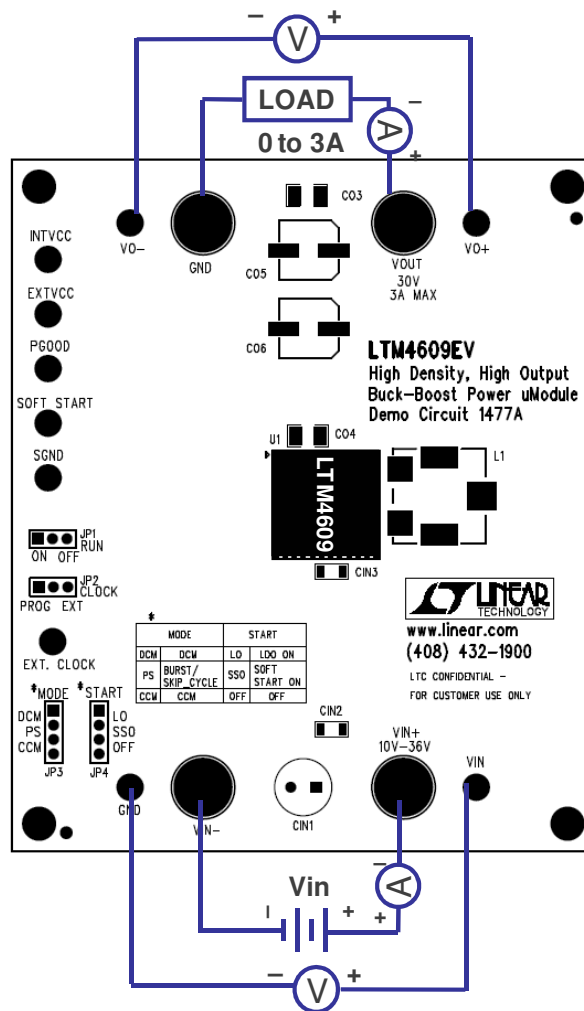 − V +
LOAD
0 to 3A
− A +
CO3
VO-
GND
VOUT
30V
3A MAX
VO+
INTVCC
CO5
EXTVCC
PGOOD
CO6
LTM4609EV
High Density, High Output
Buck-Boost Power uModule
Demo Circuit 1477A
SOFT START
SGND
U1
CO4
L1
LTM4609
JP1
RUN
ON OFF
CIN3
JP2
CLOCK
PROG EXT
EXT. CLOCK
*
MODE START
DCM DCM LO LDO ON
PS BURST/ SKIP_CYCLE SSO SOFT START ON
CCM CCM OFF OFF
LINEAR
TECHNOLOGY
www.linear.com
(408) 432-1900
LTC CONFIDENTIAL -
FOR CUSTOMER USE ONLY
*MODE
DCM
PS
CCM
JP3
*START
LO
SSO
OFF
JP4
CIN2
VIN+
10V-36V
VIN
GND
VIN-
CIN1
− A +
Vin
− +
− V +